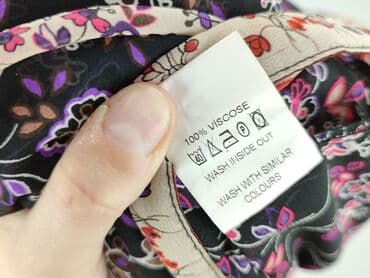 100% VISCOSE
WASH INSIDE OUT
WASH WITH SIMILAR
COLOURS